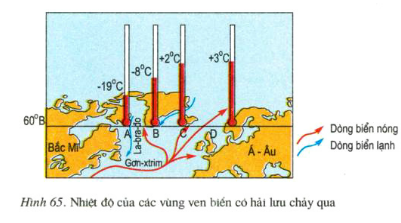 +2°C
+3°C
-8°C
-19°C
60°B
A
B
C
D
Bắc Mĩ
La-bra-đo
Gơn-xtrim
Á - Âu
Dòng biển nóng
Dòng biển lạnh
Hình 65. Nhiệt độ của các vùng ven biển có hải lưu chảy qua